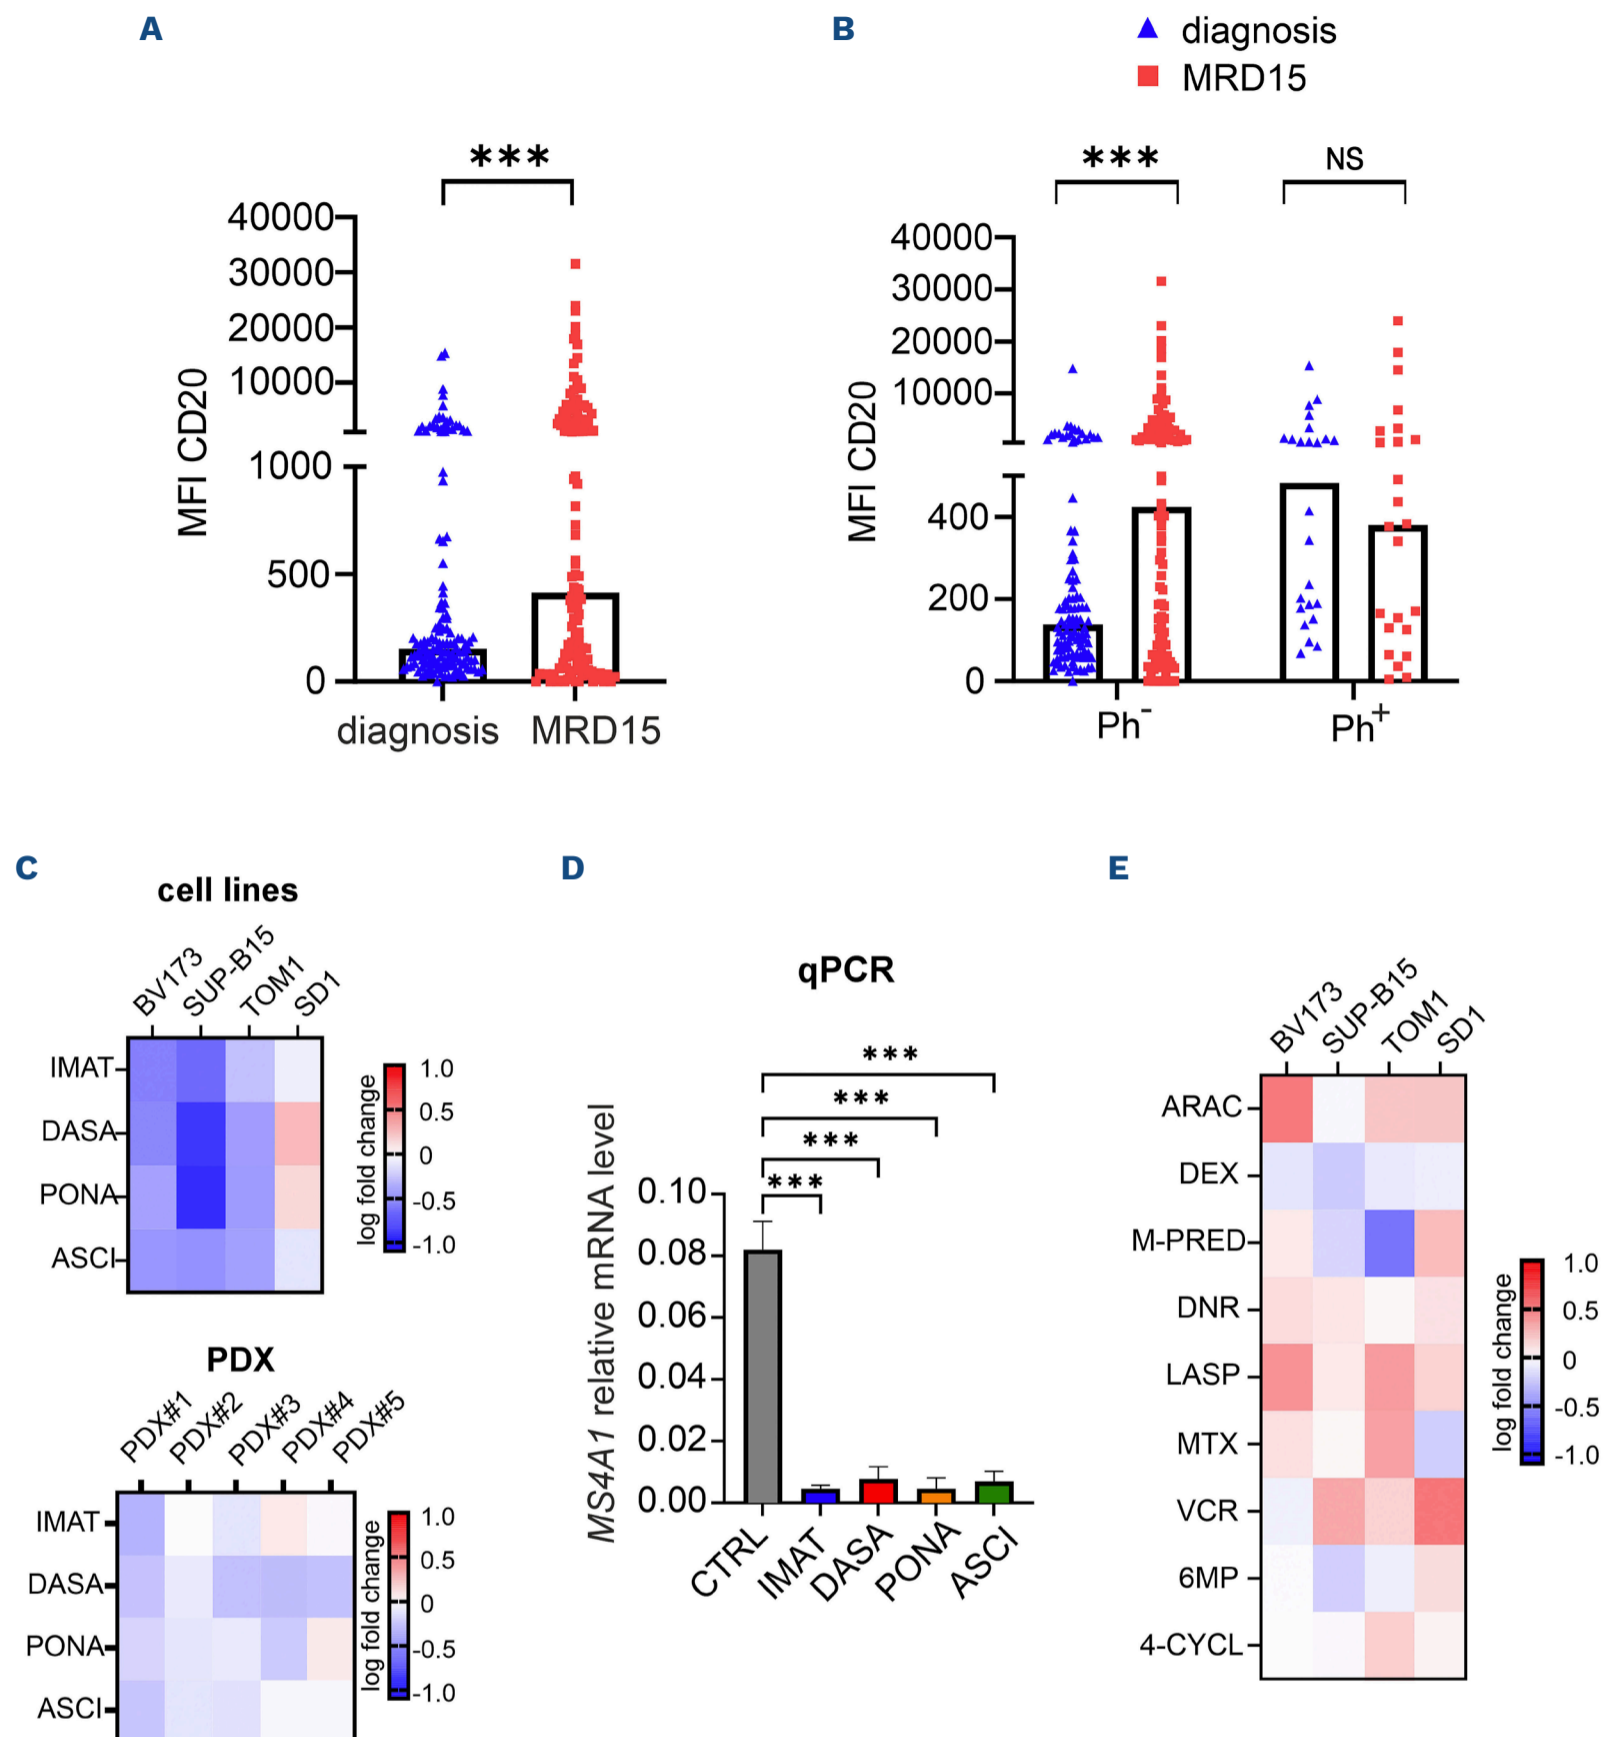 A
B
diagnosis
MRD15
***
***
NS
MFI CD20
40000
30000
20000
10000
1000
500
0
diagnosis
MRD15
MFI CD20
40000
30000
20000
10000
400
200
0
Ph-
Ph+
C
D
E
cell lines
BV173
SUP-B15
TOM1
SD1
IMAT
DASA
PONA
ASCI
log fold change
1.0
0.5
0
-0.5
-1.0
PDX
PDX#1
PDX#2
PDX#3
PDX#4
PDX#5
IMAT
DASA
PONA
ASCI
log fold change
1.0
0.5
0
-0.5
-1.0
qPCR
***
***
***
***
MS4A1 relative mRNA level
0.10
0.08
0.06
0.04
0.02
0.00
CTRL
IMAT
DASA
PONA
ASCI
BV173
SUP-B15
TOM1
SD1
ARAC
DEX
M-PRED
DNR
LASP
MTX
VCR
6MP
4-CYCL
log fold change
1.0
0.5
0
-0.5
-1.0